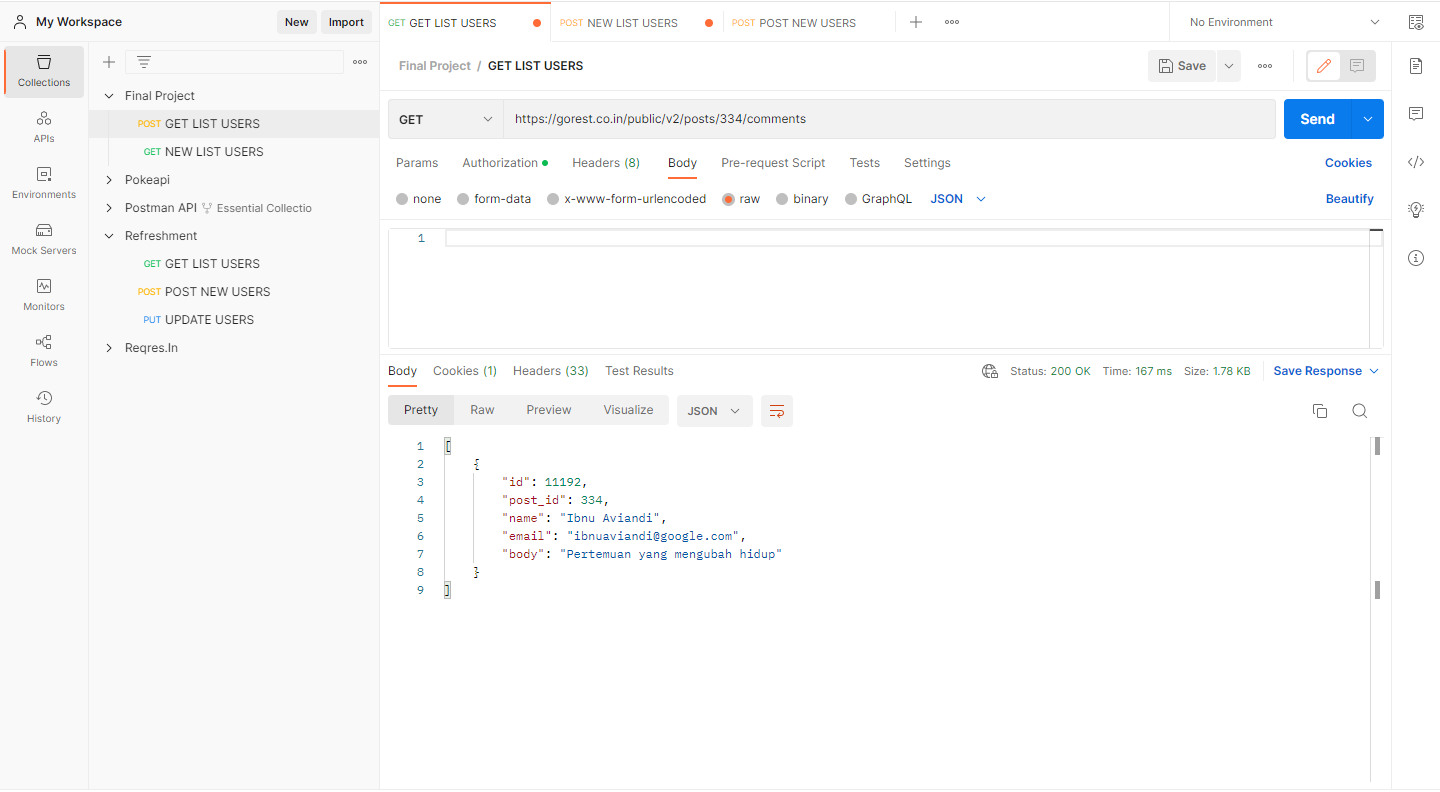 My Workspace
New
Import
GET GET LIST USERS
POST NEW LIST USERS
POST POST NEW USERS
No Environment
Collections
APIs
Environments
Mock Servers
Monitors
Flows
History
Final Project
POST GET LIST USERS
GET NEW LIST USERS
Pokeapi
Postman API Essential Collectio
Refreshment
GET GET LIST USERS
POST POST NEW USERS
PUT UPDATE USERS
Reqres.In
Final Project / GET LIST USERS
Save
GET
https://gorest.co.in/public/v2/posts/334/comments
Send
Params Authorization Headers (8) Body Pre-request Script Tests Settings Cookies
none form-data x-www-form-urlencoded raw binary GraphQL JSON Beautify
1
Body Cookies (1) Headers (33) Test Results Status: 200 OK Time: 167 ms Size: 1.78 KB Save Response
Pretty Raw Preview Visualize JSON
1 [
2 {
3 "id": 11192,
4 "post_id": 334,
5 "name": "Ibnu Aviandi",
6 "email": "ibnuaviandi@google.com",
7 "body": "Pertemuan yang mengubah hidup"
8 }
9 ]